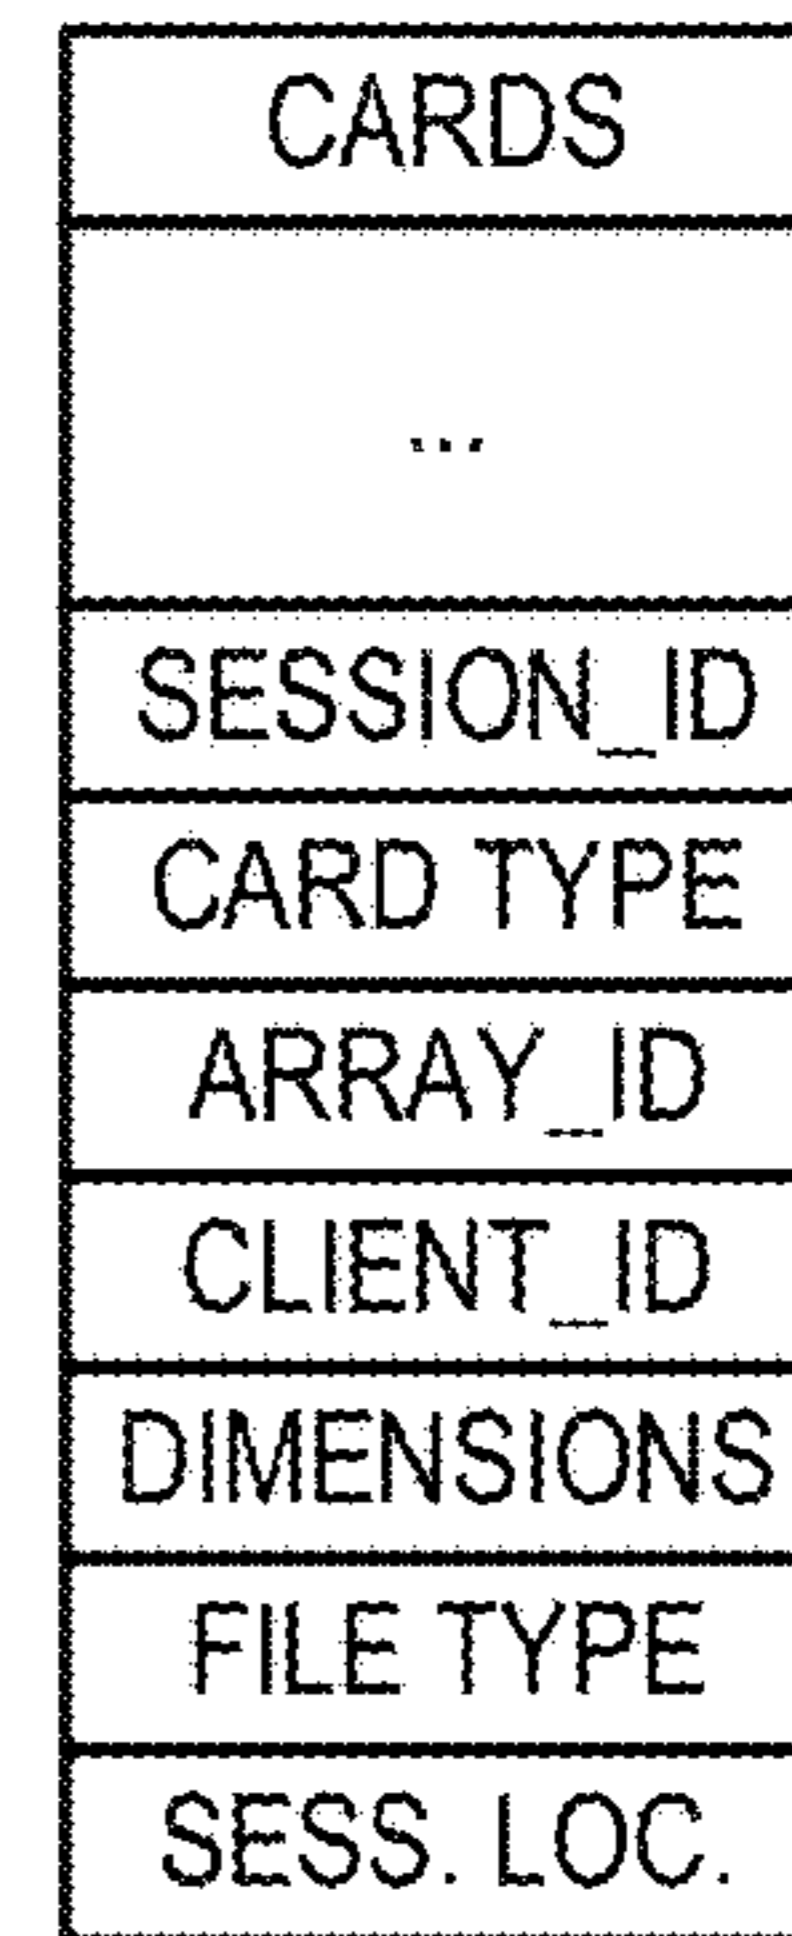 CARDS
...
SESSION_ID
CARD TYPE
ARRAY_ID
CLIENT_ID
DIMENSIONS
FILE TYPE
SESS. LOC.